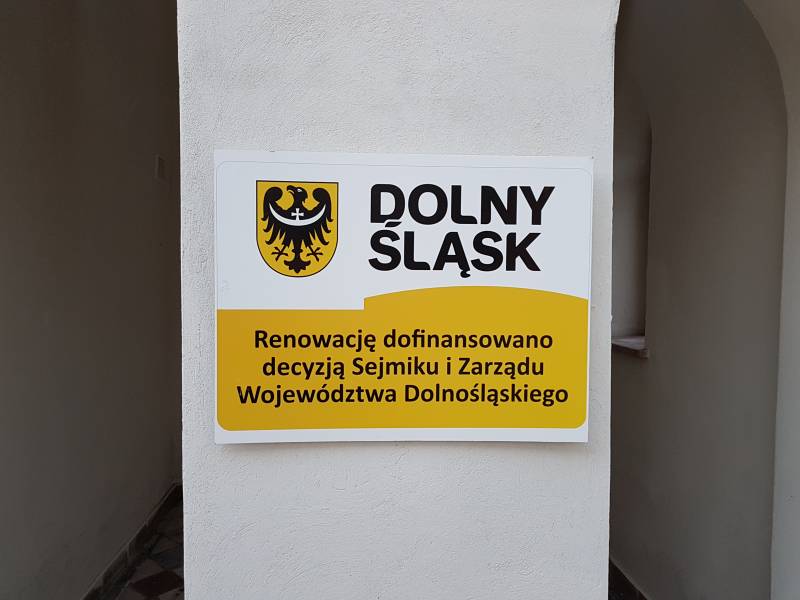 DOLNY
ŚLĄSK
Renowację dofinansowano
decyzją Sejmiku i Zarządu
Województwa Dolnośląskiego